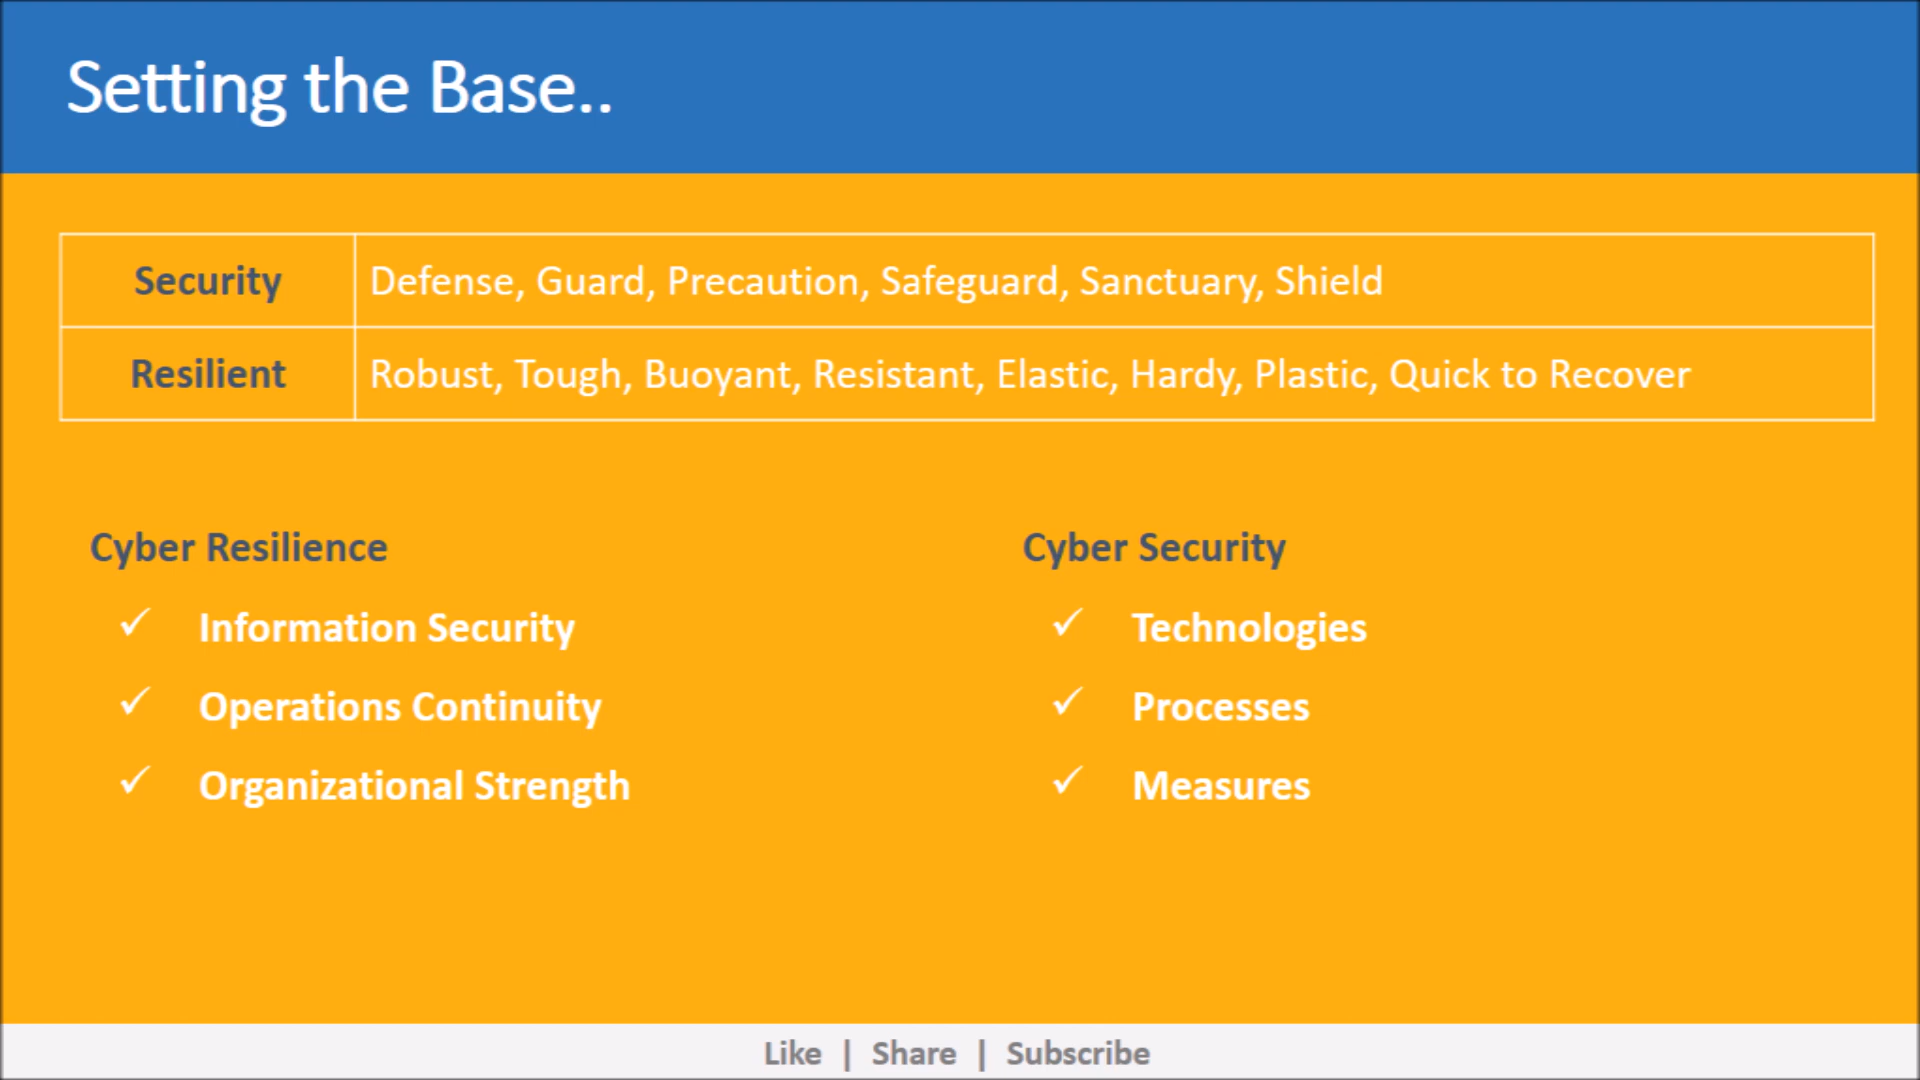 Setting the Base..
Security
Defense, Guard, Precaution, Safeguard, Sanctuary, Shield
Resilient
Robust, Tough, Buoyant, Resistant, Elastic, Hardy, Plastic, Quick to Recover
Cyber Resilience
✓ Information Security
✓ Operations Continuity
✓ Organizational Strength
Cyber Security
✓ Technologies
✓ Processes
✓ Measures
Like | Share | Subscribe